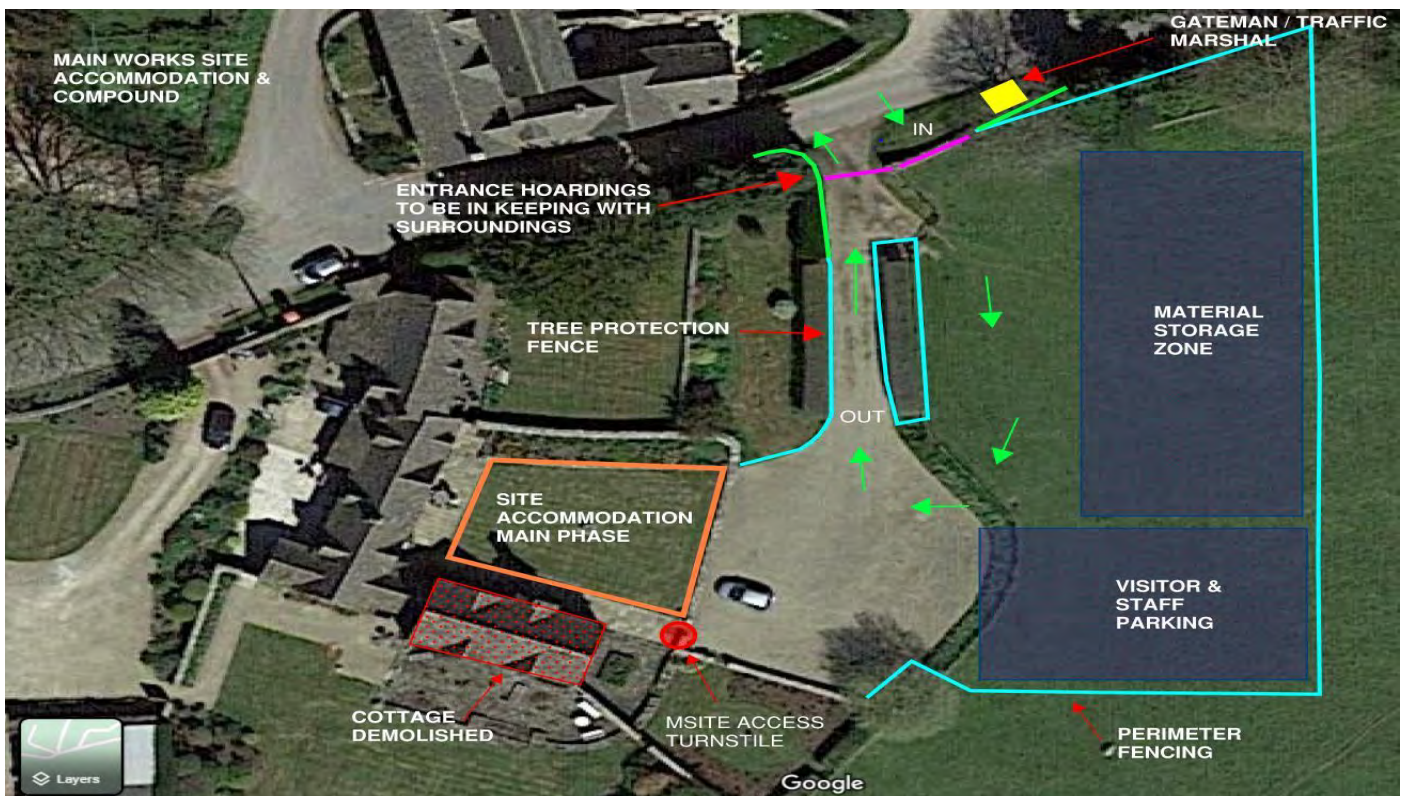 GATEMAN / TRAFFIC
MARSHAL
MAIN WORKS SITE
ACCOMMODATION &
COMPOUND
IN
ENTRANCE HOARDINGS
TO BE IN KEEPING WITH
SURROUNDINGS
TREE PROTECTION
FENCE
MATERIAL
STORAGE
ZONE
OUT
SITE
ACCOMMODATION
MAIN PHASE
VISITOR &
STAFF
PARKING
COTTAGE
DEMOLISHED
MSITE ACCESS
TURNSTILE
PERIMETER
FENCING
Layers
Google